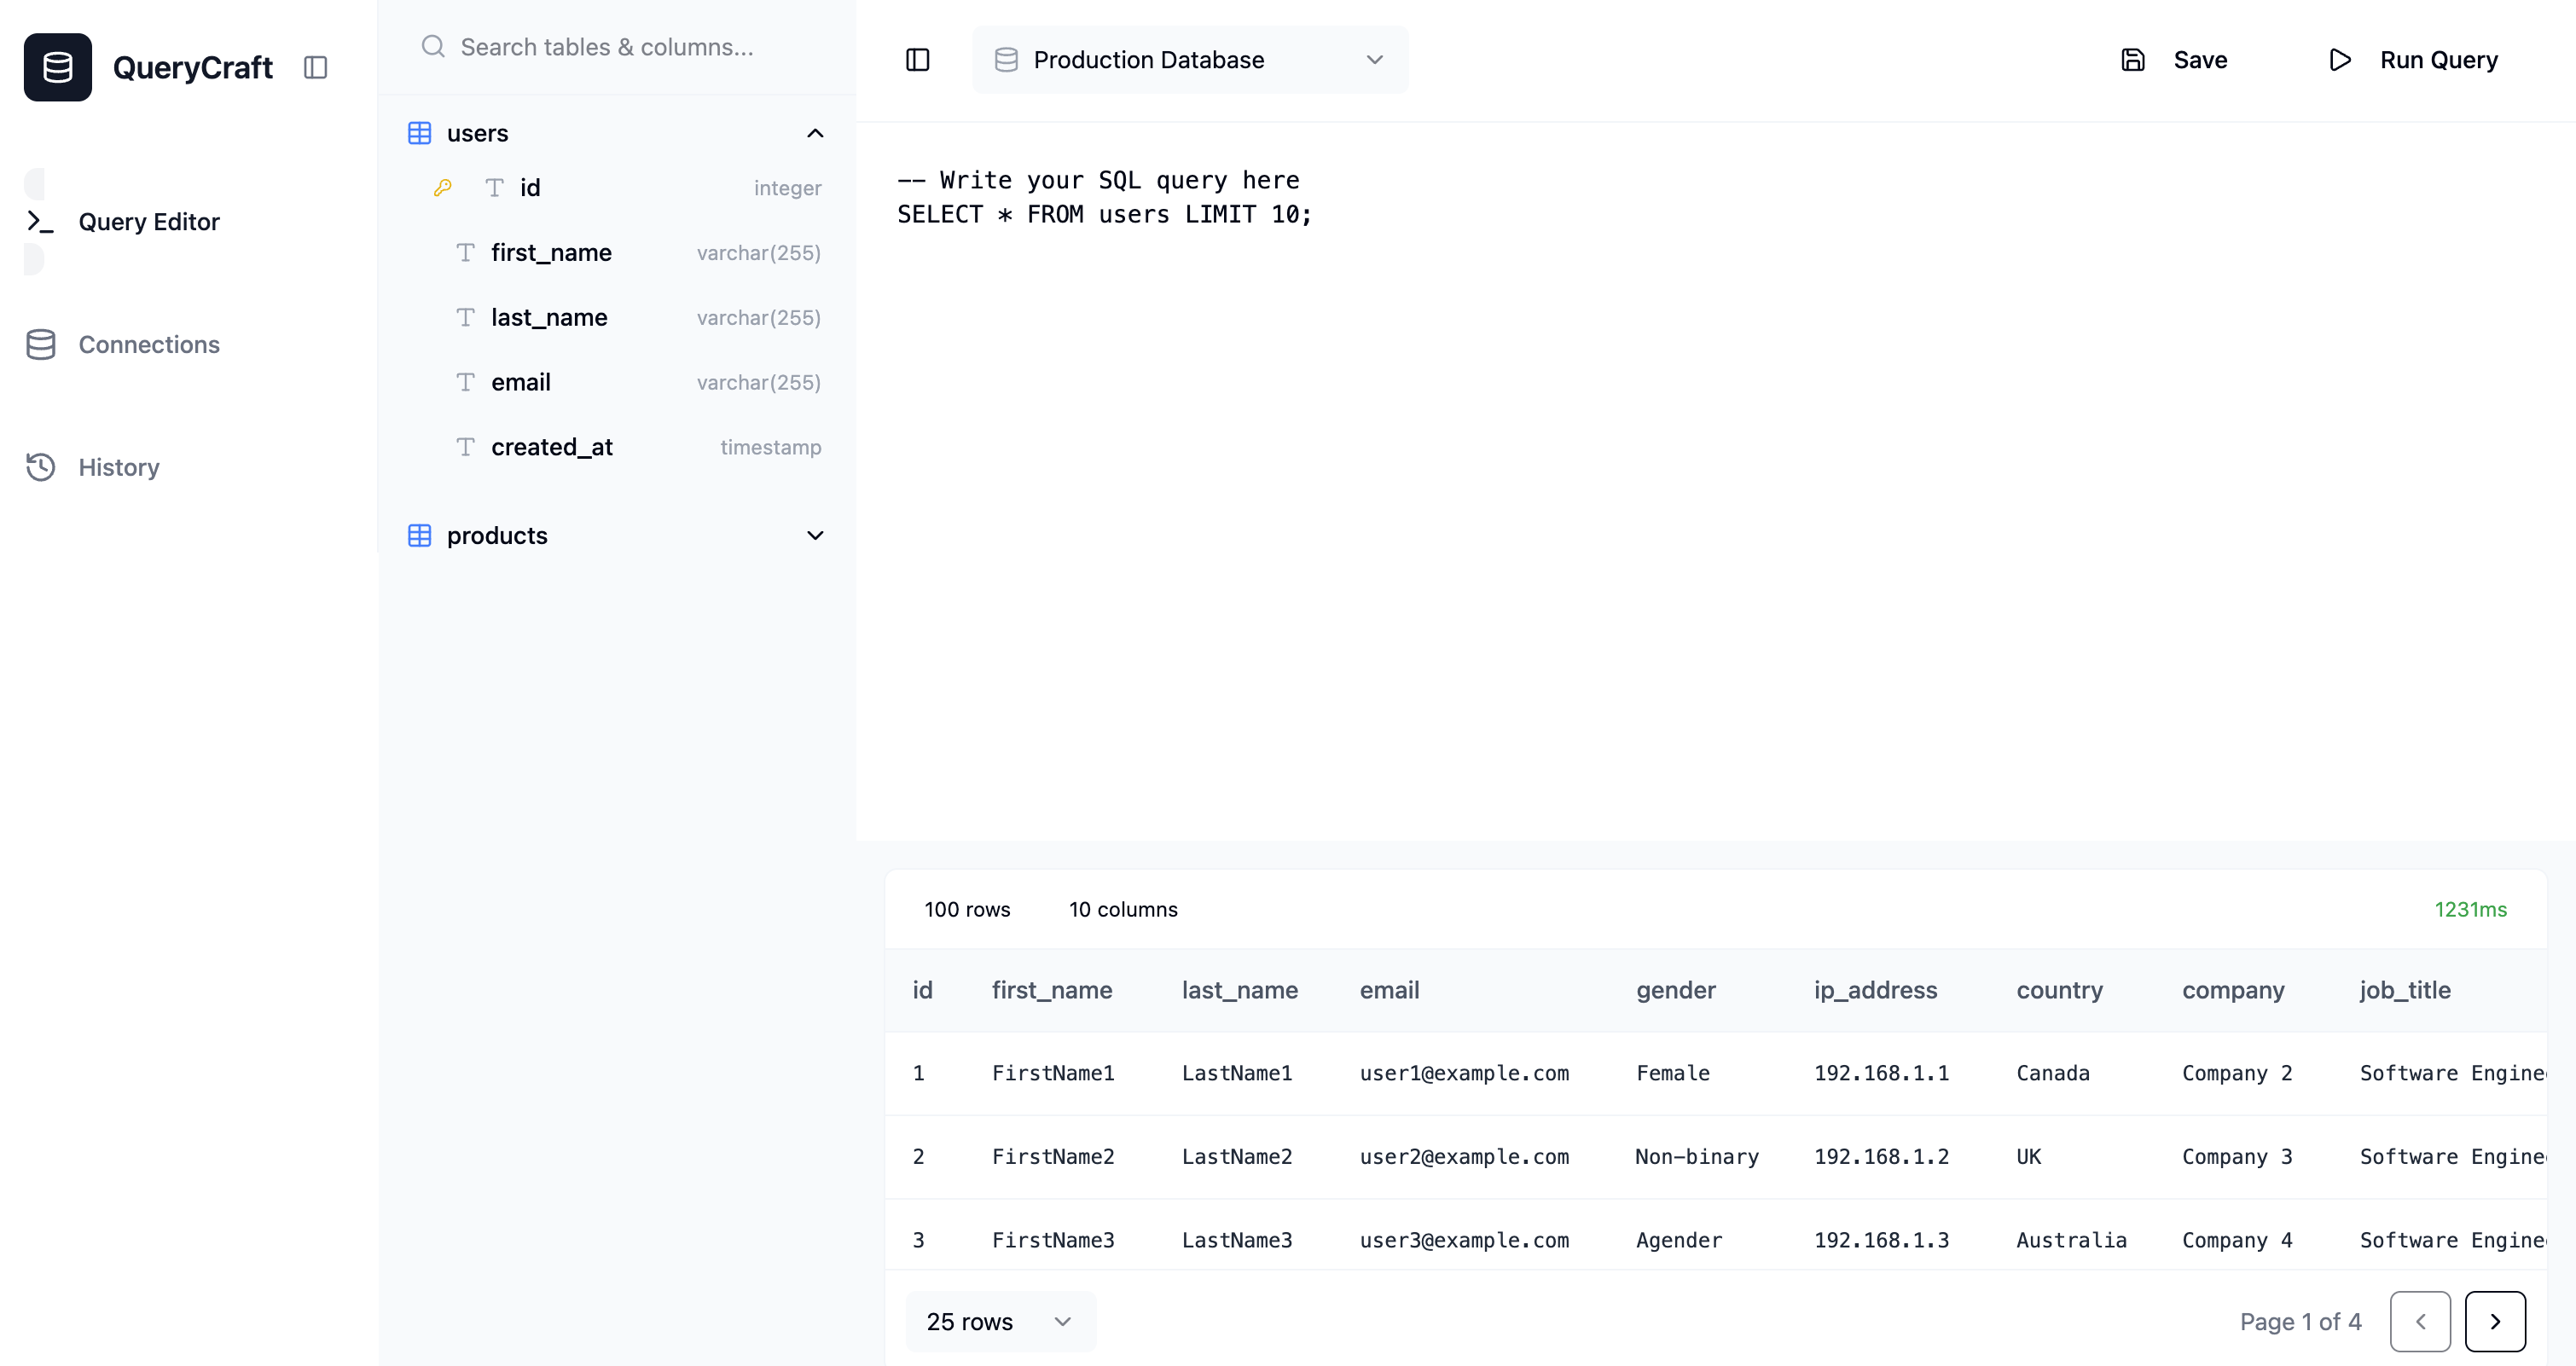 QueryCraft
Query Editor
Connections
History
Search tables & columns...
users
id integer
first_name varchar(255)
last_name varchar(255)
email varchar(255)
created_at timestamp
products
Production Database
Save
Run Query
-- Write your SQL query here
SELECT * FROM users LIMIT 10;
100 rows 10 columns 1231ms
id first_name last_name email gender ip_address country company job_title
1 FirstName1 LastName1 user1@example.com Female 192.168.1.1 Canada Company 2 Software Engine
2 FirstName2 LastName2 user2@example.com Non-binary 192.168.1.2 UK Company 3 Software Engine
3 FirstName3 LastName3 user3@example.com Agender 192.168.1.3 Australia Company 4 Software Engine
25 rows
Page 1 of 4